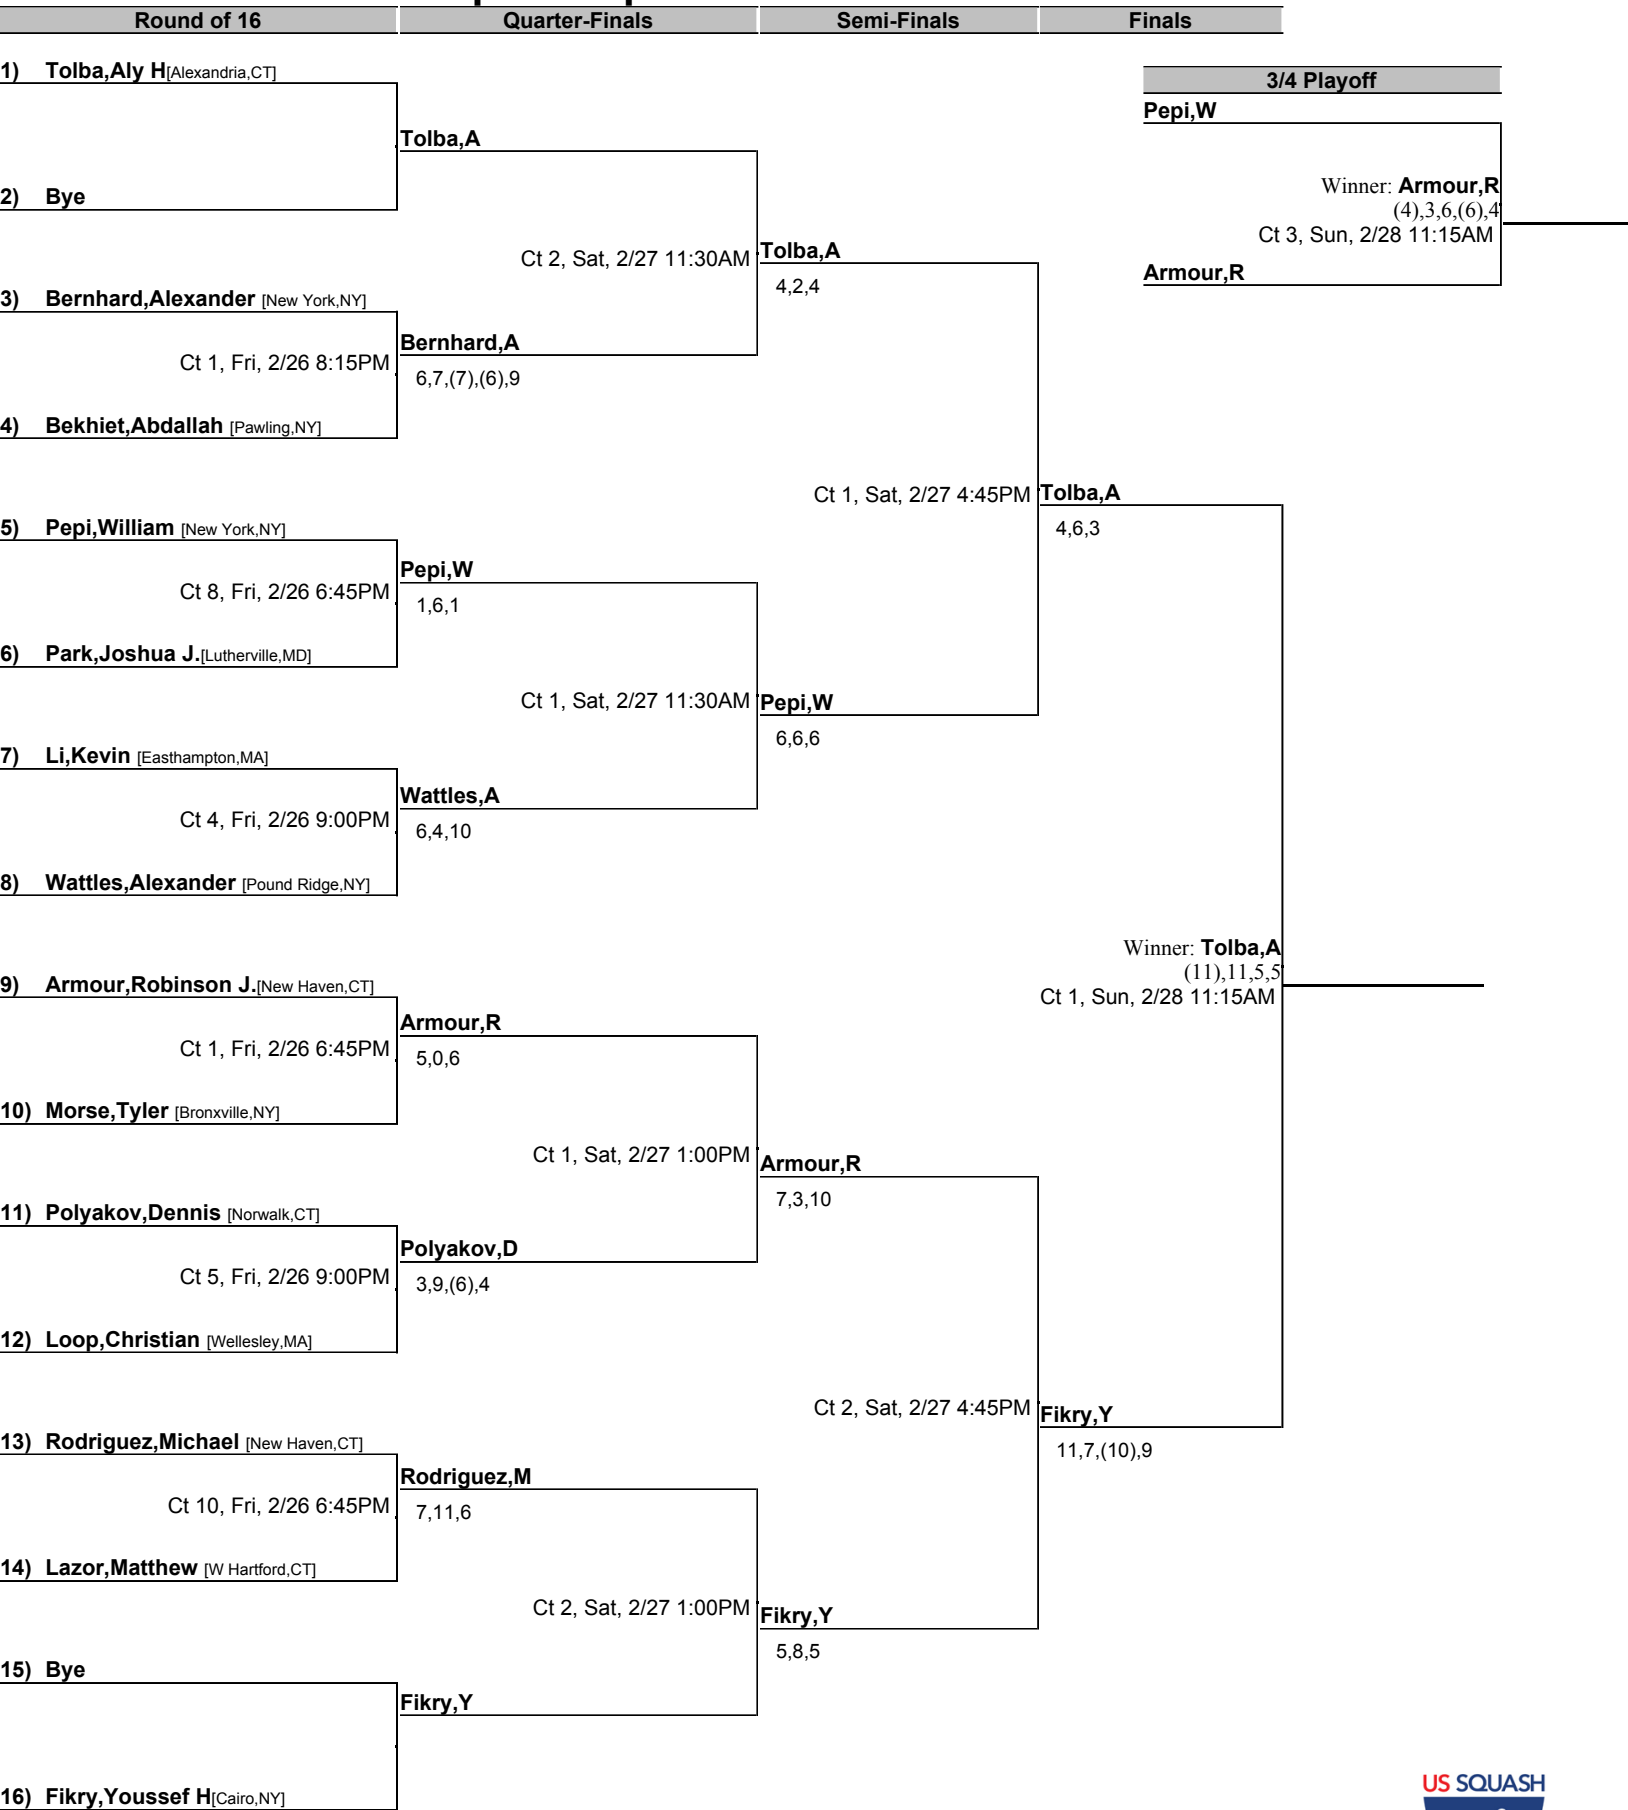 Round of 16
Quarter-Finals
Semi-Finals
Finals
1) Tolba,Aly H[Alexandria,CT]
3/4 Playoff
Pepi,W
Tolba,A
Winner: Armour,R
2) Bye
(4),3,6,(6),4
Ct 3, Sun, 2/28 11:15AM
Ct 2, Sat, 2/27 11:30AM
Tolba,A
Armour,R
4,2,4
3) Bernhard,Alexander [New York,NY]
Bernhard,A
Ct 1, Fri, 2/26 8:15PM
6,7,(7),(6),9
4) Bekhiet,Abdallah [Pawling,NY]
Ct 1, Sat, 2/27 4:45PM
Tolba,A
4,6,3
5) Pepi,William [New York,NY]
Pepi,W
Ct 8, Fri, 2/26 6:45PM
1,6,1
6) Park,Joshua J.[Lutherville,MD]
Ct 1, Sat, 2/27 11:30AM
Pepi,W
6,6,6
7) Li,Kevin [Easthampton,MA]
Wattles,A
Ct 4, Fri, 2/26 9:00PM
6,4,10
8) Wattles,Alexander [Pound Ridge,NY]
Winner: Tolba,A
(11),11,5,5
Ct 1, Sun, 2/28 11:15AM
9) Armour,Robinson J.[New Haven,CT]
Armour,R
Ct 1, Fri, 2/26 6:45PM
5,0,6
10) Morse,Tyler [Bronxville,NY]
Ct 1, Sat, 2/27 1:00PM
Armour,R
7,3,10
11) Polyakov,Dennis [Norwalk,CT]
Polyakov,D
Ct 5, Fri, 2/26 9:00PM
3,9,(6),4
12) Loop,Christian [Wellesley,MA]
Ct 2, Sat, 2/27 4:45PM
Fikry,Y
11,7,(10),9
13) Rodriguez,Michael [New Haven,CT]
Rodriguez,M
Ct 10, Fri, 2/26 6:45PM
7,11,6
14) Lazor,Matthew [W Hartford,CT]
Ct 2, Sat, 2/27 1:00PM
Fikry,Y
5,8,5
15) Bye
Fikry,Y
16) Fikry,Youssef H[Cairo,NY]
US SQUASH